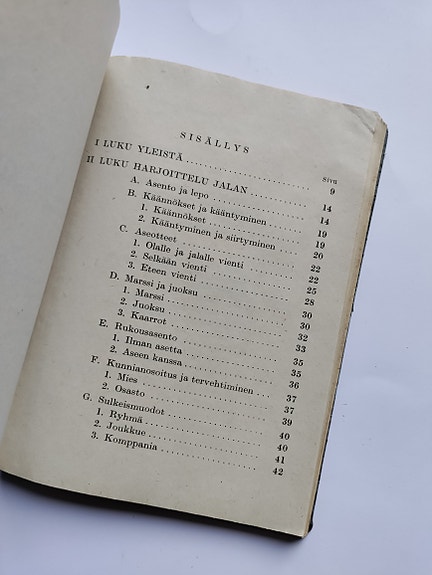 SISÄLLYS
Sivu
I LUKU YLEISTÄ .......... 9
II LUKU HARJOITTELU JALAN .......... 14
A. Asento ja lepo .......... 14
B. Käännökset ja kääntyminen .......... 19
1. Käännökset .......... 19
2. Kääntyminen ja siirtyminen .......... 20
C. Aseotteet .......... 22
1. Olalle ja jalalle vienti .......... 22
2. Selkään vienti .......... 25
3. Eteen vienti .......... 28
D. Marssi ja juoksu .......... 30
1. Marssi .......... 30
2. Juoksu .......... 32
3. Kaarrot .......... 33
E. Rukousasento .......... 35
1. Ilman asetta .......... 35
2. Aseen kanssa .......... 36
F. Kunnianosoitus ja tervehtiminen .......... 37
1. Mies .......... 37
2. Osasto .......... 39
G. Sulkeismuodot .......... 40
1. Ryhmä .......... 40
2. Joukkue .......... 41
3. Komppania .......... 42